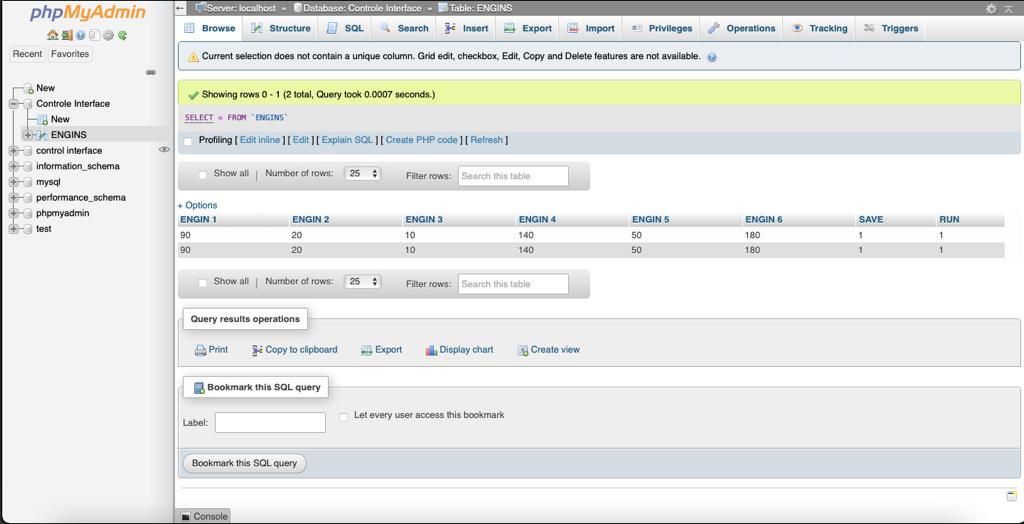 phpMyAdmin
Recent Favorites
New
Controle Interface
New
ENGINS
control interface
information_schema
mysql
performance_schema
phpmyadmin
test
Server: localhost » Database: Controle Interface » Table: ENGINS
Browse Structure SQL Search Insert Export Import Privileges Operations Tracking Triggers
Current selection does not contain a unique column. Grid edit, checkbox, Edit, Copy and Delete features are not available.
Showing rows 0 - 1 (2 total, Query took 0.0007 seconds.)
SELECT * FROM `ENGINS`
Profiling [ Edit inline ] [ Edit ] [ Explain SQL ] [ Create PHP code ] [ Refresh ]
Show all | Number of rows: 25 Filter rows: Search this table
+ Options
ENGIN 1 ENGIN 2 ENGIN 3 ENGIN 4 ENGIN 5 ENGIN 6 SAVE RUN
90 20 10 140 50 180 1 1
90 20 10 140 50 180 1 1
Show all | Number of rows: 25 Filter rows: Search this table
Query results operations
Print Copy to clipboard Export Display chart Create view
Bookmark this SQL query
Label: Let every user access this bookmark
Bookmark this SQL query
Console